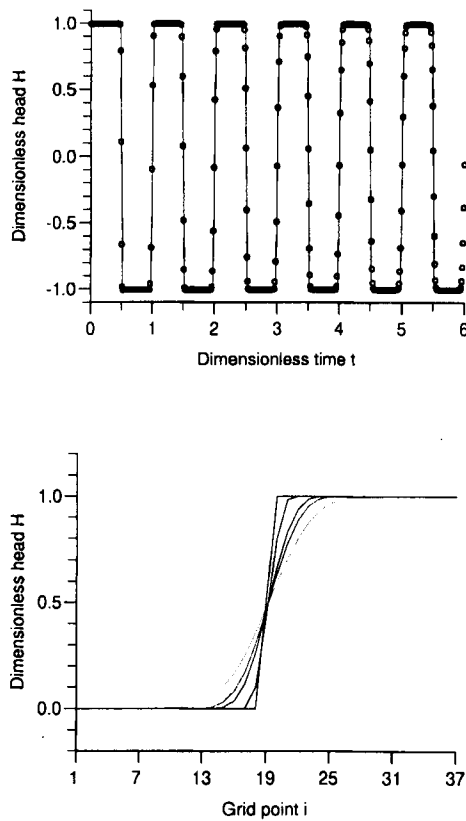 1.0
0.5
0.0
-0.5
-1.0
Dimensionless head H
0 1 2 3 4 5 6
Dimensionless time t
1.0
0.5
0.0
Dimensionless head H
1 7 13 19 25 31 37
Grid point i